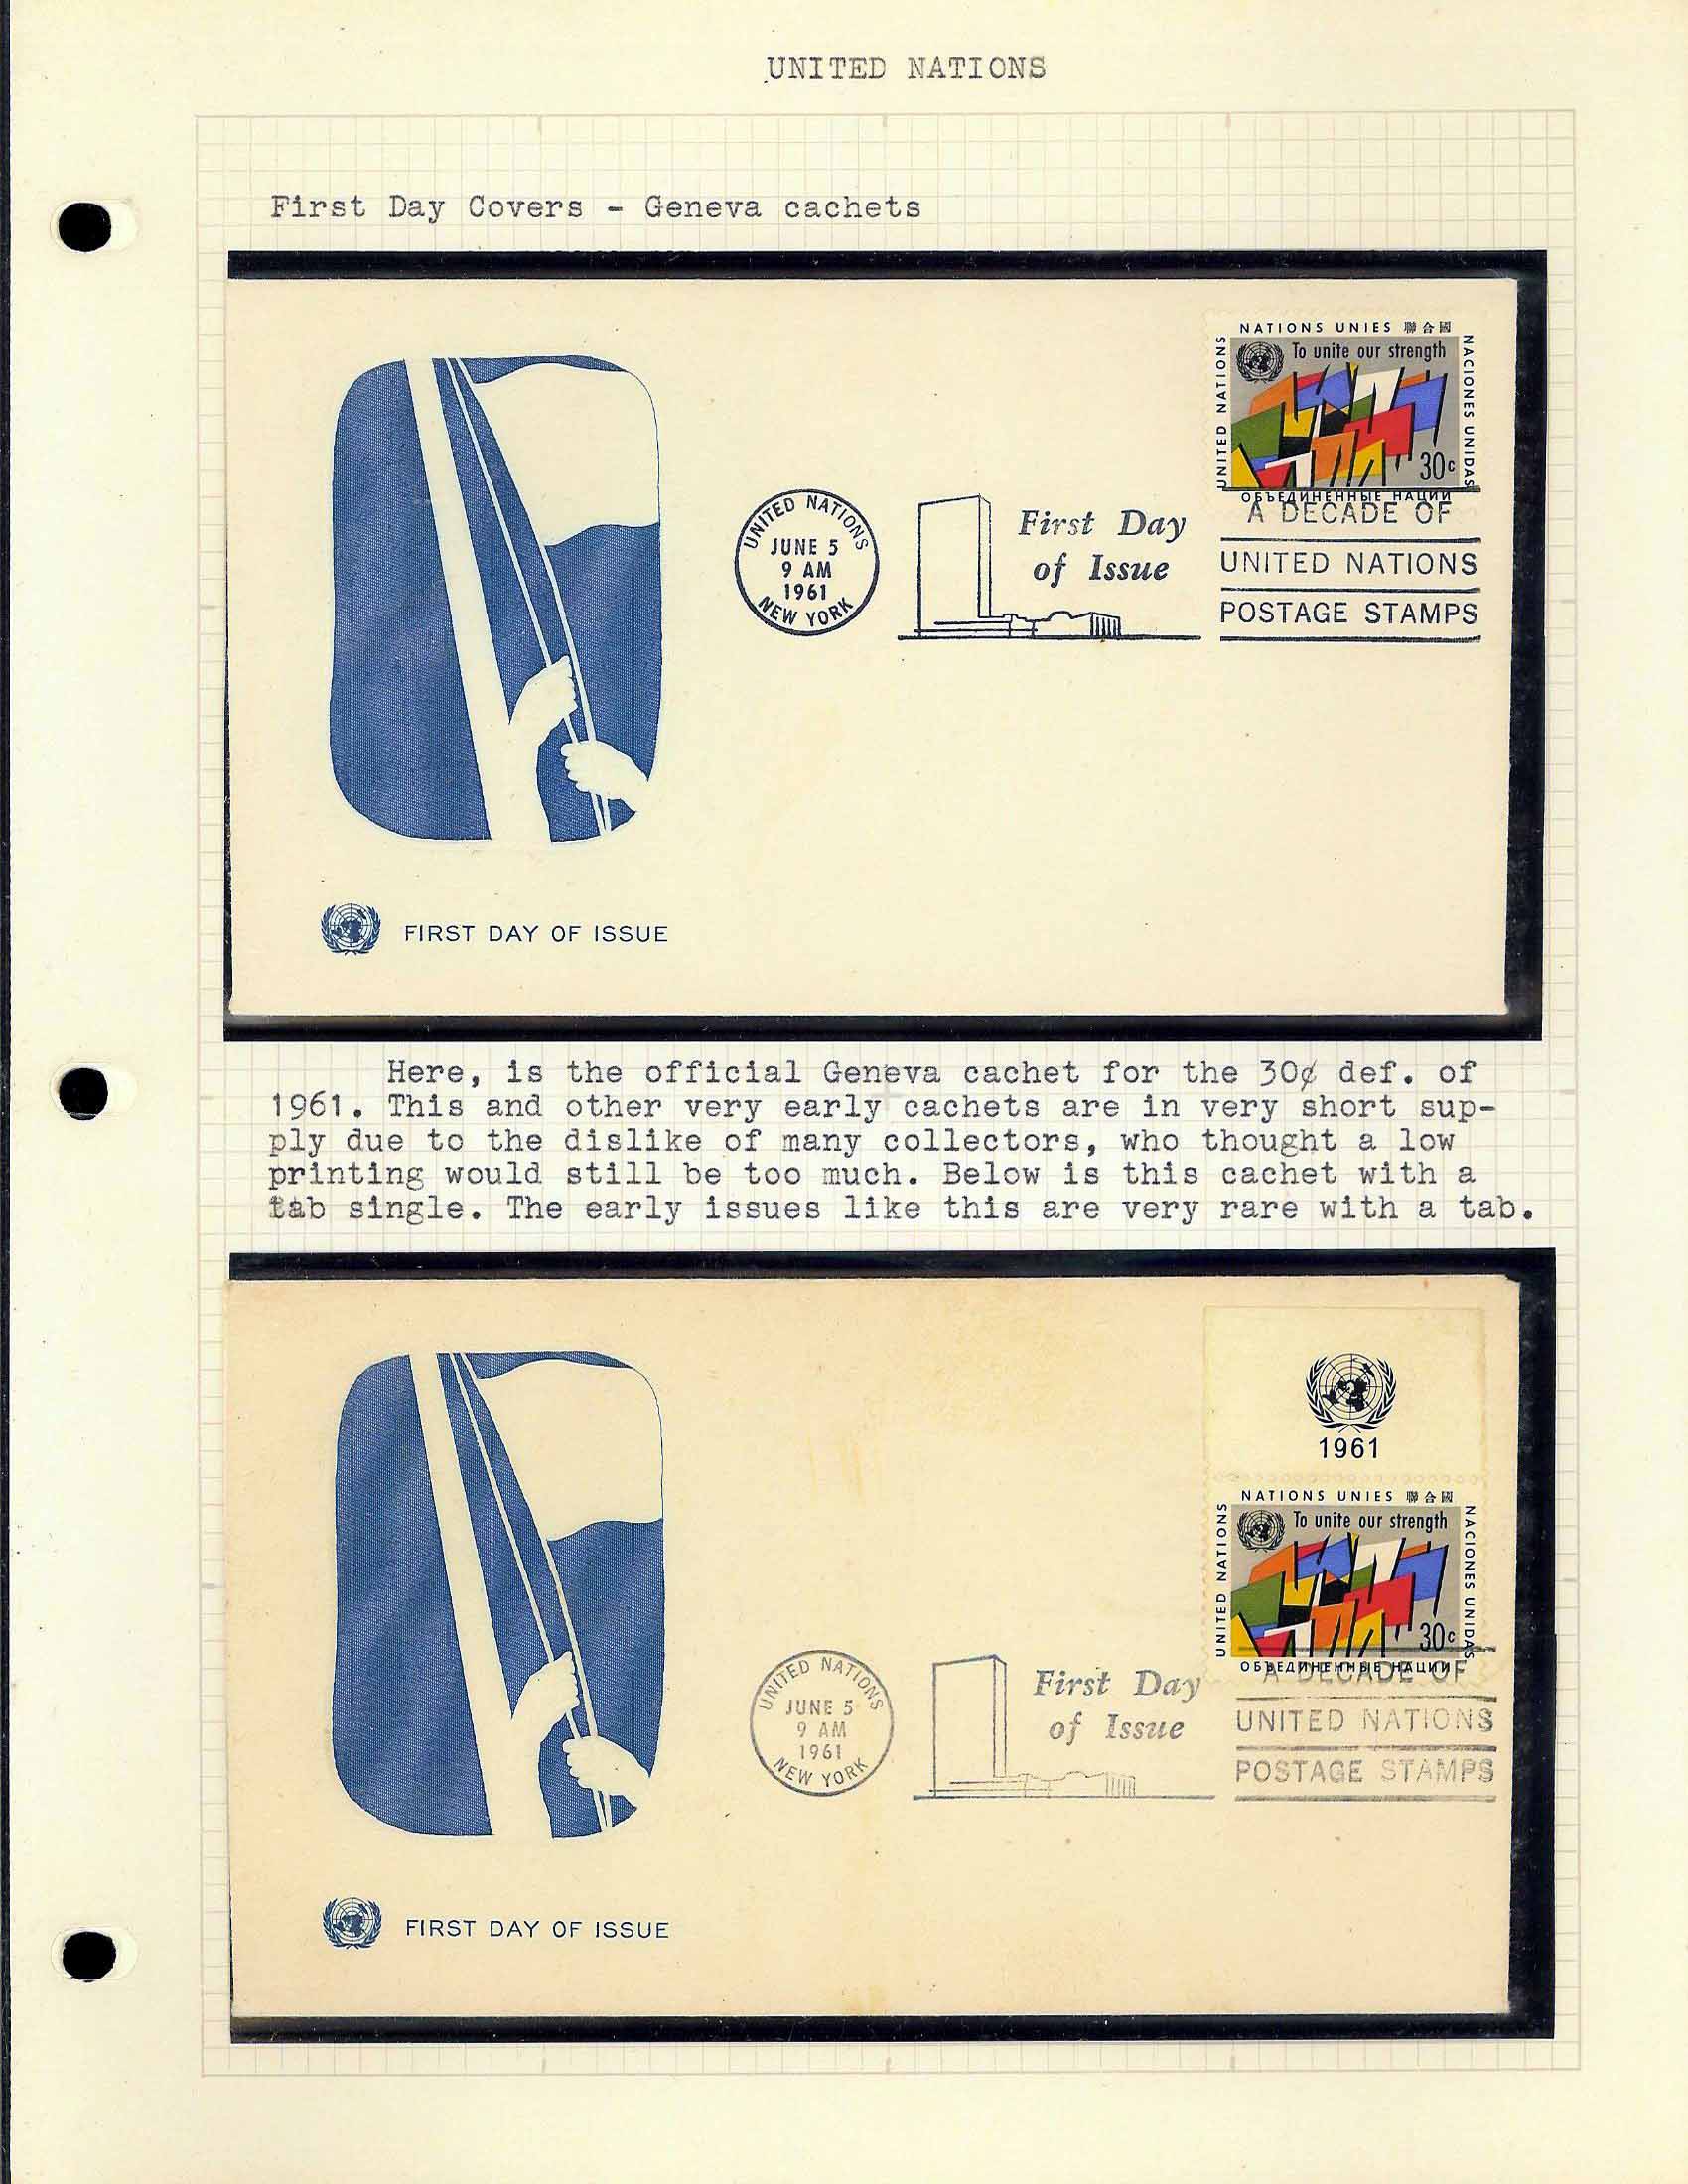 UNITED NATIONS
First Day Covers - Geneva cachets
NATIONS UNIES 聯合國
UNITED NATIONS
To unite our strength
NACIONES UNIDAS
30c
ОБЪЕДИНЕННЫЕ НАЦИИ
UNITED NATIONS
JUNE 5
9 AM
1961
NEW YORK
First Day
of Issue
A DECADE OF
UNITED NATIONS
POSTAGE STAMPS
FIRST DAY OF ISSUE
Here, is the official Geneva cachet for the 30¢ def. of
1961. This and other very early cachets are in very short sup-
ply due to the dislike of many collectors, who thought a low
printing would still be too much. Below is this cachet with a
tab single. The early issues like this are very rare with a tab.
1961
NATIONS UNIES 聯合國
UNITED NATIONS
To unite our strength
NACIONES UNIDAS
30c
ОБЪЕДИНЕННЫЕ НАЦИИ
UNITED NATIONS
JUNE 5
9 AM
1961
NEW YORK
First Day
of Issue
A DECADE OF
UNITED NATIONS
POSTAGE STAMPS
FIRST DAY OF ISSUE